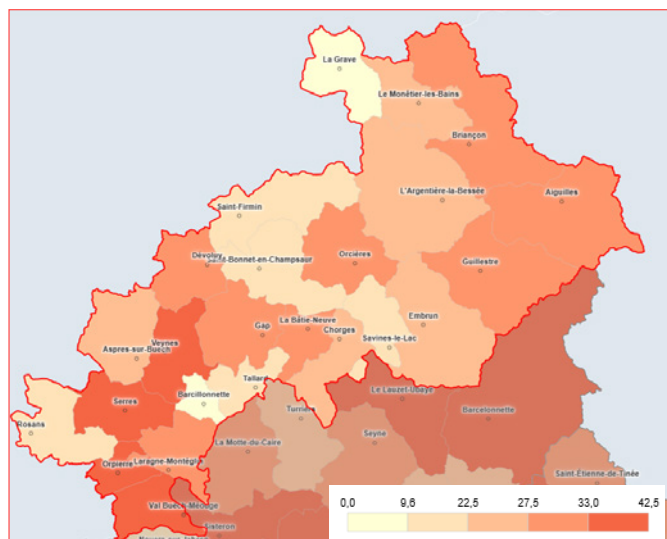 La Grave
Le Monêtier-les-Bains
Briançon
L'Argentière-la-Bessée
Aiguilles
Saint-Firmin
Dévoluy
Saint-Bonnet-en-Champsaur
Orcières
Guillestre
La Bâtie-Neuve
Embrun
Gap
Chorges
Veynes
Savines-le-Lac
Aspres-sur-Buëch
Tallard
Barcillonnette
Le Lauzet-Ubaye
Serres
Turriers
Barcelonnette
Rosans
Seyne
La Motte-du-Caire
Orpierre
Laragne-Montéglin
Saint-Étienne-de-Tinée
Val Buëch-Méouge
Sisteron
0,0 9,6 22,5 27,5 33,0 42,5